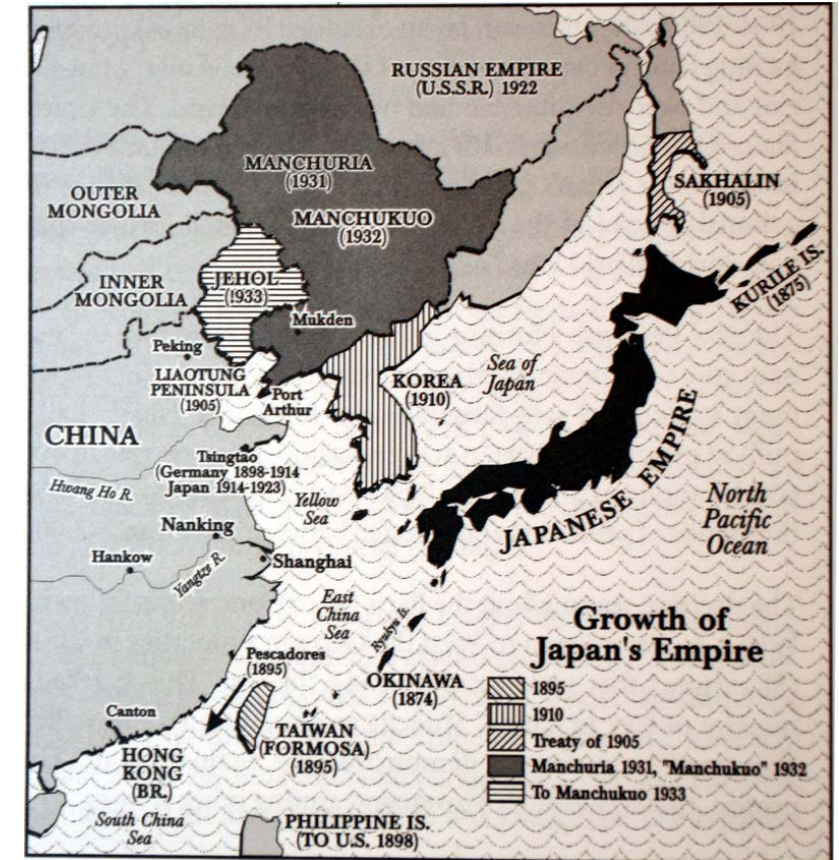 RUSSIAN EMPIRE
(U.S.S.R.) 1922
MANCHURIA
(1931)
MANCHUKUO
(1932)
SAKHALIN
(1905)
OUTER
MONGOLIA
INNER
MONGOLIA
JEHOL
(1933)
KURILE IS.
(1875)
Mukden
Peking
LIAOTUNG
PENINSULA
(1905)
Port
Arthur
KOREA
(1910)
Sea of
Japan
CHINA
Tsingtao
(Germany 1898-1914
Japan 1914-1923)
Hwang Ho R.
Yellow
Sea
JAPANESE EMPIRE
North
Pacific
Ocean
Nanking
Hankow
Yangtze R.
Shanghai
East
China
Sea
Ryukyu Is.
Growth of
Japan's Empire
Pescadores
(1895)
OKINAWA
(1874)
1895
1910
Treaty of 1905
Manchuria 1931, "Manchukuo" 1932
To Manchukuo 1933
Canton
TAIWAN
(FORMOSA)
(1895)
HONG
KONG
(BR.)
South China
Sea
PHILIPPINE IS.
(TO U.S. 1898)